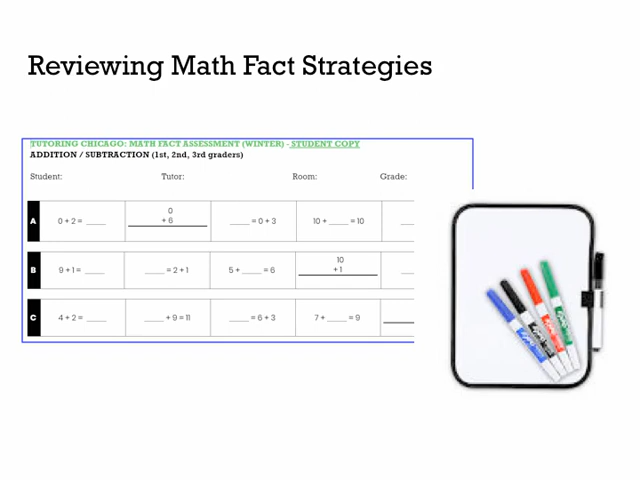 Reviewing Math Fact Strategies
TUTORING CHICAGO: MATH FACT ASSESSMENT (WINTER) - STUDENT COPY
ADDITION / SUBTRACTION (1st, 2nd, 3rd graders)
Student: Tutor: Room: Grade:
A 0 + 2 = ____ 0 + 6 ____ = 0 + 3 10 + ____ = 10
B 9 + 1 = ____ ____ = 2 + 1 5 + ____ = 6 10 + 1
C 4 + 2 = ____ ____ + 9 = 11 ____ = 6 + 3 7 + ____ = 9